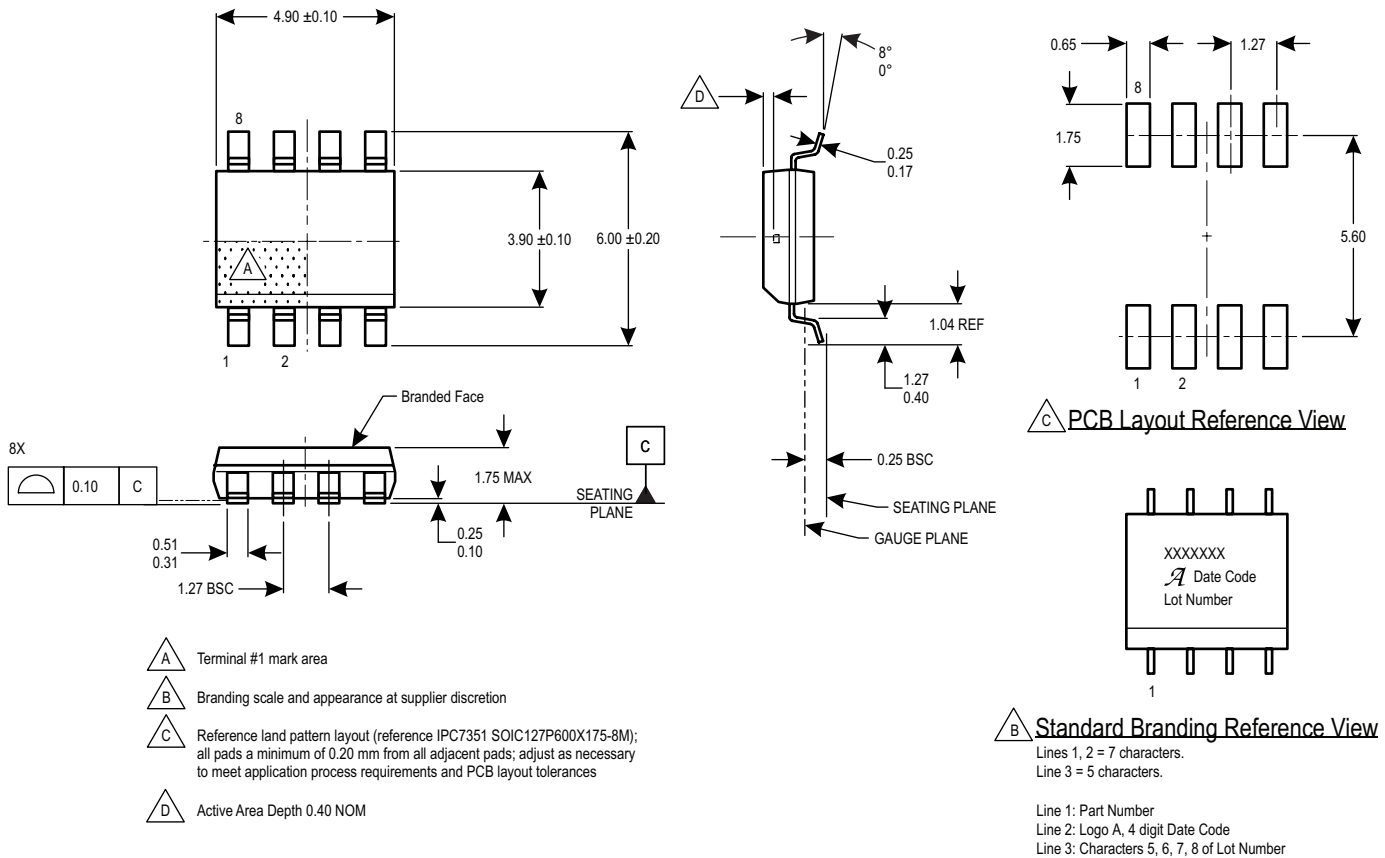 4.90 ±0.10
8
A
3.90 ±0.10
6.00 ±0.20
1
2
D
8°
0°
0.25
0.17
1.04 REF
1.27
0.40
0.25 BSC
SEATING PLANE
GAUGE PLANE
0.65
1.27
8
1.75
5.60
1
2
C PCB Layout Reference View
Branded Face
8X
0.10
C
1.75 MAX
C
SEATING
PLANE
0.25
0.10
0.51
0.31
1.27 BSC
XXXXXXX
A Date Code
Lot Number
1
B Standard Branding Reference View
Lines 1, 2 = 7 characters.
Line 3 = 5 characters.
Line 1: Part Number
Line 2: Logo A, 4 digit Date Code
Line 3: Characters 5, 6, 7, 8 of Lot Number
A Terminal #1 mark area
B Branding scale and appearance at supplier discretion
C Reference land pattern layout (reference IPC7351 SOIC127P600X175-8M);
all pads a minimum of 0.20 mm from all adjacent pads; adjust as necessary
to meet application process requirements and PCB layout tolerances
D Active Area Depth 0.40 NOM